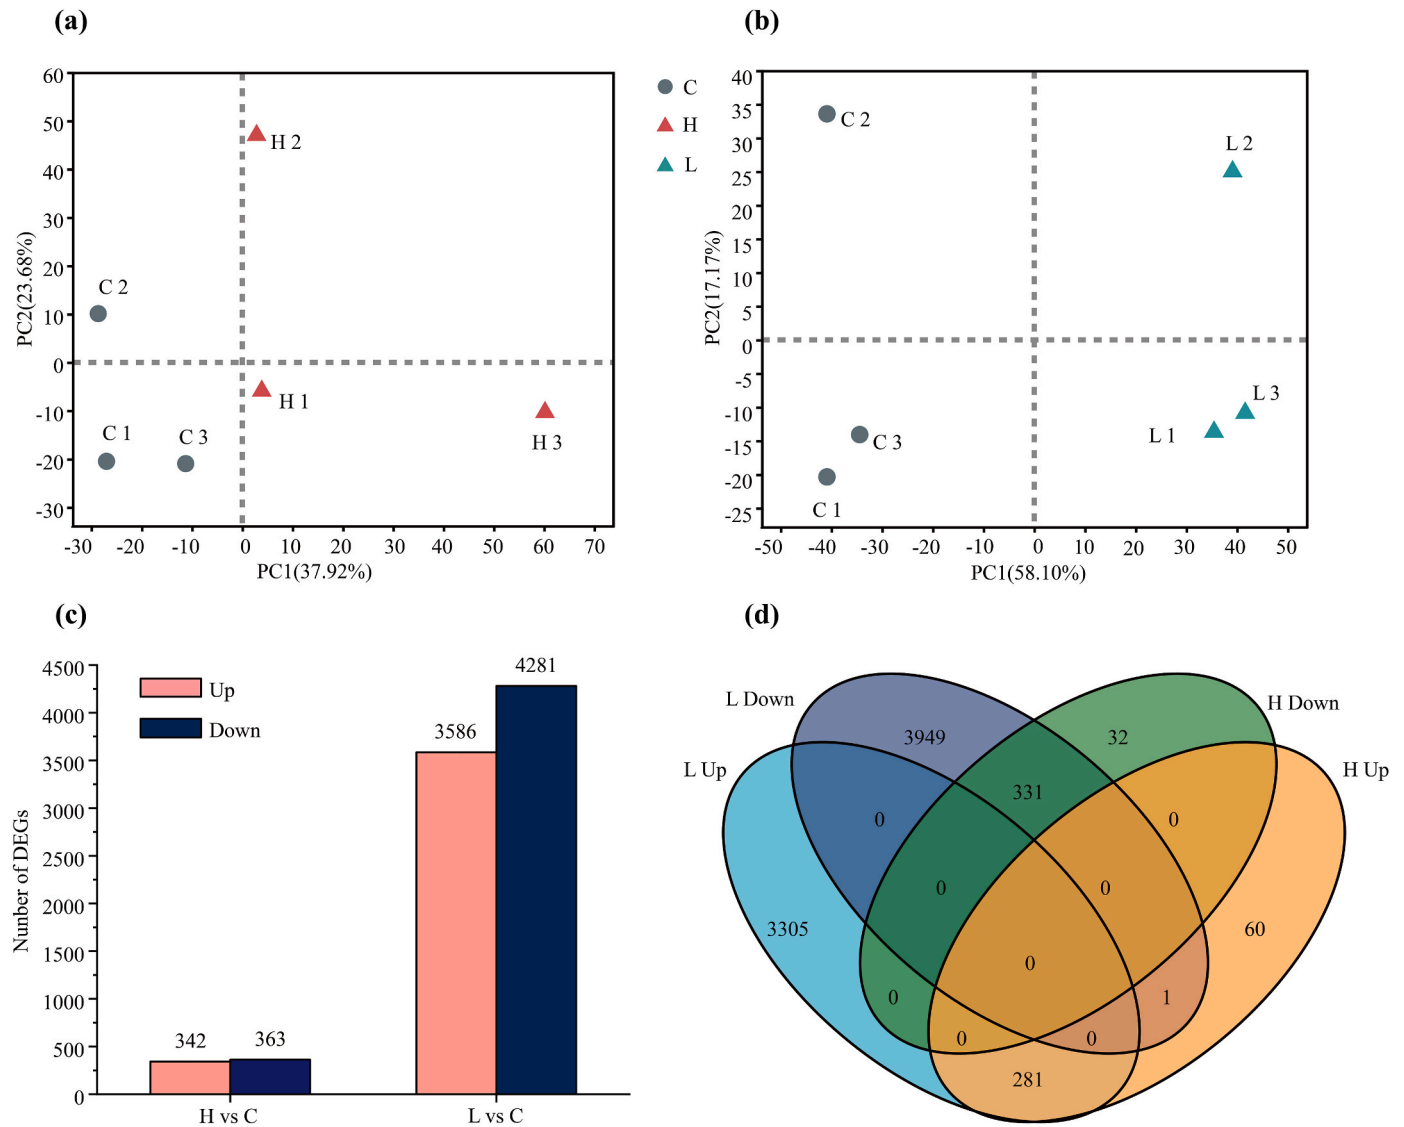 (a)
60
50
40
30
20
10
0
-10
-20
-30
PC2(23.68%)
H 2
C 2
H 1
C 1
C 3
H 3
-30 -20 -10 0 10 20 30 40 50 60 70
PC1(37.92%)
C
H
L
(b)
40
35
30
25
20
15
10
5
0
-5
-10
-15
-20
-25
PC2(17.17%)
C 2
L 2
L 3
C 3
L 1
C 1
-50 -40 -30 -20 -10 0 10 20 30 40 50
PC1(58.10%)
(c)
4500
4000
3500
3000
2500
2000
1500
1000
500
0
Nunber of DEGs
Up
Down
342
363
3586
4281
H vs C
L vs C
(d)
L Down
H Down
L Up
H Up
3949
32
331
0
0
0
0
3305
60
0
0
1
0
0
281